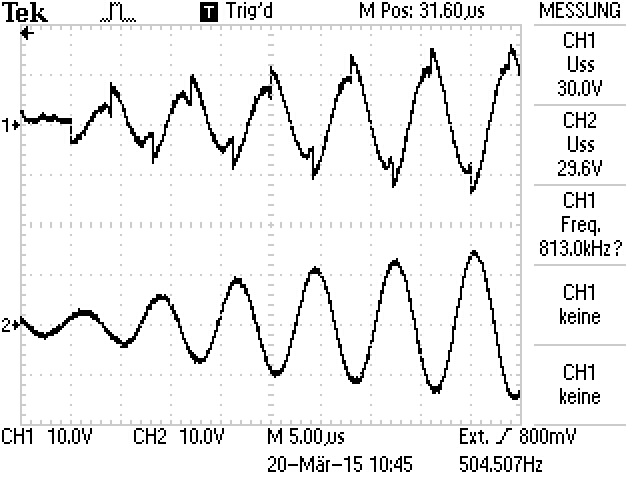 Tek T Trig'd M Pos: 31.60µs MESSUNG
CH1
Uss
30.0V
CH2
Uss
29.6V
CH1
Freq.
813.0kHz?
CH1
keine
CH1
keine
1
2
CH1 10.0V CH2 10.0V M 5.00µs Ext. 800mV
20-Mär-15 10:45 504.507Hz